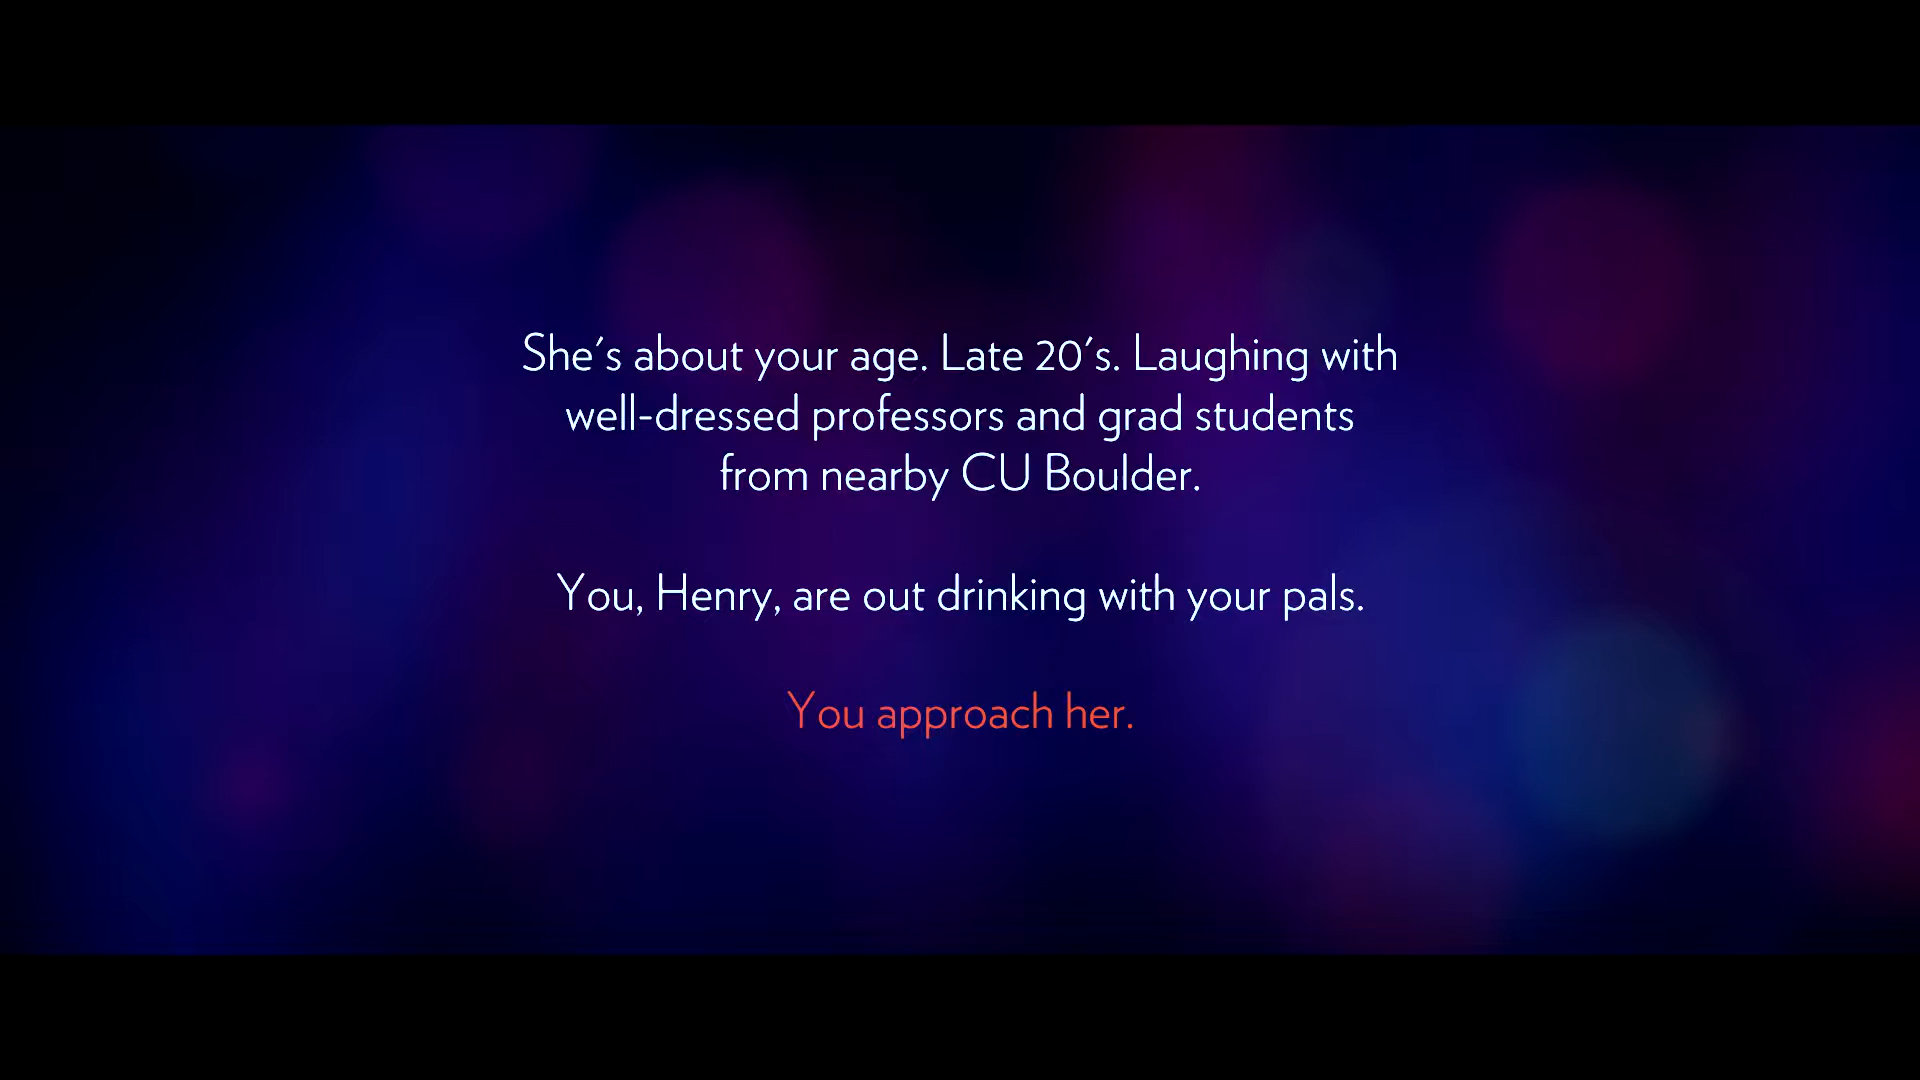 She's about your age. Late 20's. Laughing with
well-dressed professors and grad students
from nearby CU Boulder.
You, Henry, are out drinking with your pals.
You approach her.